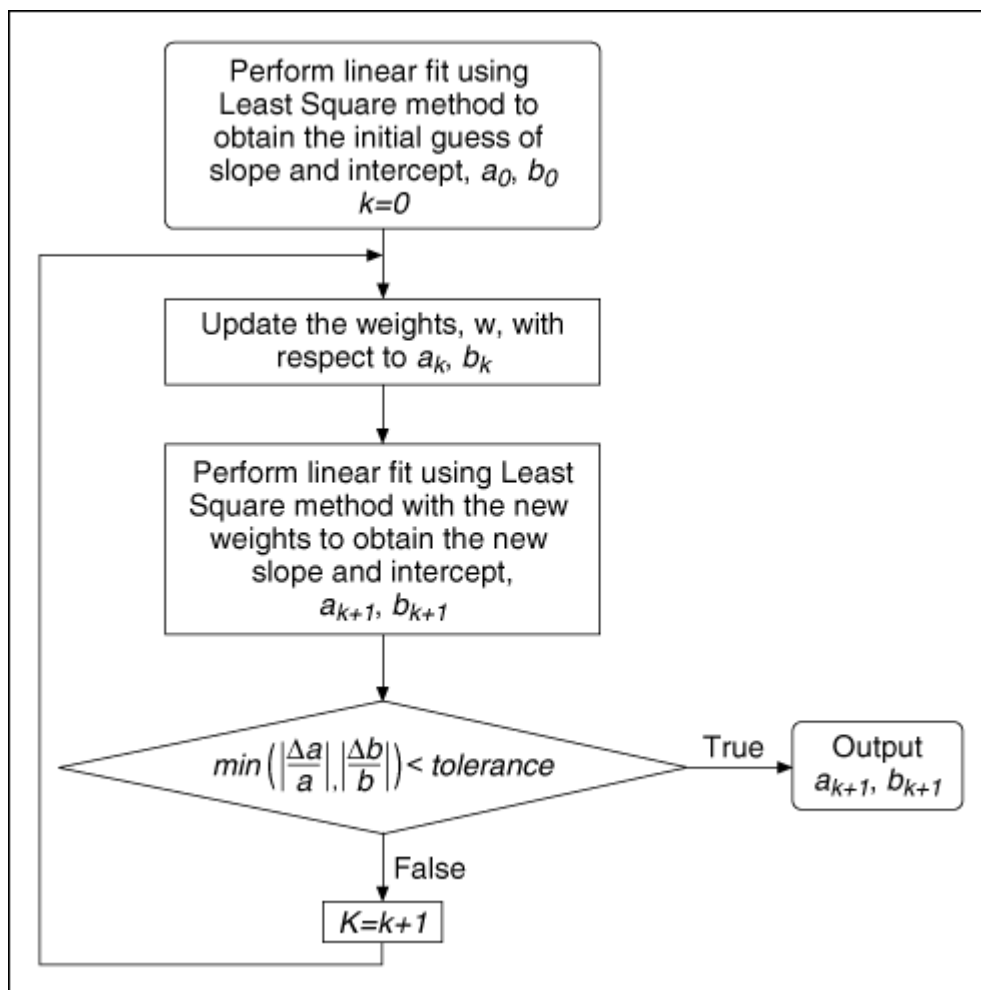 Perform linear fit using
Least Square method to
obtain the initial guess of
slope and intercept, a₀, b₀
k=0
Update the weights, w, with
respect to aₖ, bₖ
Perform linear fit using Least
Square method with the new
weights to obtain the new
slope and intercept,
aₖ₊₁, bₖ₊₁
min (|Δa/a|,|Δb/b|) < tolerance
True
Output
aₖ₊₁, bₖ₊₁
False
K=k+1